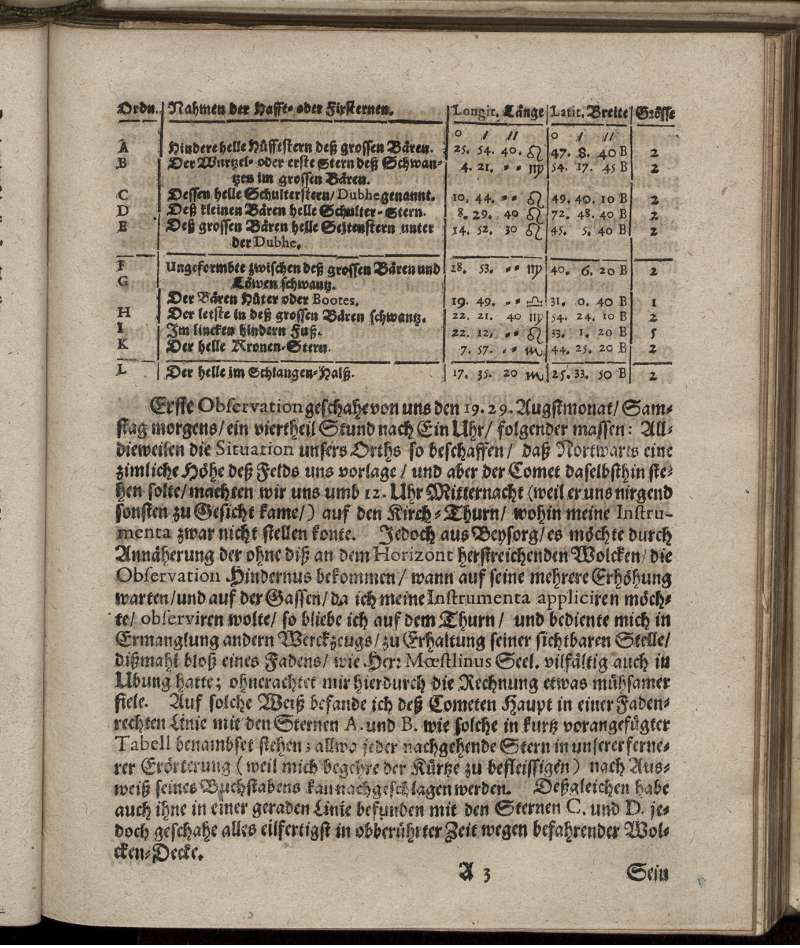 Ordn. Nahmen der Hafft- oder Firsternen. Longit. Länge Latit. Breite Grösse
o / // o / //
A Hindere helle Hüfftestern deß grossen Bären. 25. 54. 40. ♌ 47. 8. 40 B 2
B Der Wurtzel- oder erste Stern deß Schwan- 4. 21. ,, ♍ 54. 17. 45 B 2
tzen im grossen Bären.
C Dessen helle Schulterstern / Dubhe genannt. 10. 44. ,, ♌ 49. 40. 10 B 2
D Deß kleinen Bären helle Schulter-Stern. 8. 29. 40 ♌ 72. 48. 40 B 2
E Deß grossen Bären helle Seitenstern unter 14. 52. 30 ♌ 45. 5. 40 B 2
der Dubhe.
F Ungeformbte zwischen deß grossen Bären und 18. 53. ,, ♍ 40. 6. 20 B 2
G Löwen schwantz.
Der Bären Hüter oder Bootes. 19. 49. ,, ♎ 31. 0. 40 B 1
H Der letste in deß grossen Bären schwantz. 22. 21. 40 ♍ 54. 24. 10 B 2
I Im lincken hindern Fuß. 22. 12. ,, ♌ 33. 1. 20 B 5
K Der helle Kronen-Stern. 7. 57. ,, ♏ 44. 25. 20 B 2
L Der helle im Schlangen-Halß. 17. 35. 20 ♏ 25. 33. 50 B 2
Erste Observation geschahe von uns den 19. 29. Augstmonat / Sam-
stag morgens / ein viertheil Stund nach Ein Uhr / folgender massen: All-
dieweilen die Situation unsers Orths so beschaffen / daß Nortwarts eine
zimliche Höhe deß Felds uns vorlage / und aber der Comet daselbsthin ste-
hen solte / machten wir uns umb 12. Uhr Mitternacht (weil er uns nirgend
sonsten zu Gesicht kame /) auf den Kirch-Thurn / wohin meine Instru-
menta zwar nicht stellen konte. Jedoch aus Beysorg / es möchte durch
Annäherung der ohne diß an dem Horizont herstreichenden Wolcken / die
Observation Hindernus bekommen / wann auf seine mehrere Erhöhung
warten / und auf der Gassen / da ich meine Instrumenta appliciren möch-
te / observiren wolte / so bliebe ich auf dem Thurn / und bediente mich in
Ermanglung andern Werckzeugs / zu Erhaltung seiner sichtbaren Stelle /
dißmahl bloß eines Fadens / wie Herr Mœstlinus Seel. vilfältig auch in
Ubung hatte; ohnerachtet mir hierdurch die Rechnung etwas mühsamer
fiele. Auf solche Weiß befande ich deß Cometen Haupt in einer Faden-
rechten Linie mit den Sternen A. und B. wie solche in kurtz vorangefügter
Tabell benambset stehen; allwo jeder nachgehende Stern in unserer ferne-
rer Erörterung (weil mich begehre der Kürtze zu befleissigen) nach Aus-
weiß seines Buchstabens kan nachgeschlagen werden. Deßgleichen habe
auch ihne in einer geraden Linie befunden mit den Sternen C. und D. je-
doch geschahe alles eilfertigst in obberührter Zeit wegen befahrender Wol-
cken-Decke.
A 3 Sein